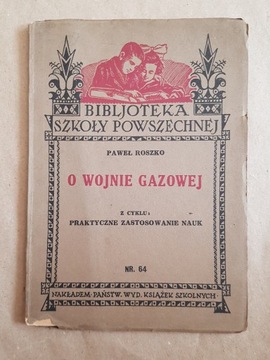 BIBLJOTEKA
SZKOŁY POWSZECHNEJ
PAWEŁ ROSZKO
O WOJNIE GAZOWEJ
Z CYKLU:
PRAKTYCZNE ZASTOSOWANIE NAUK
NR. 64
NAKŁADEM PAŃSTW. WYD. KSIĄŻEK SZKOLNYCH